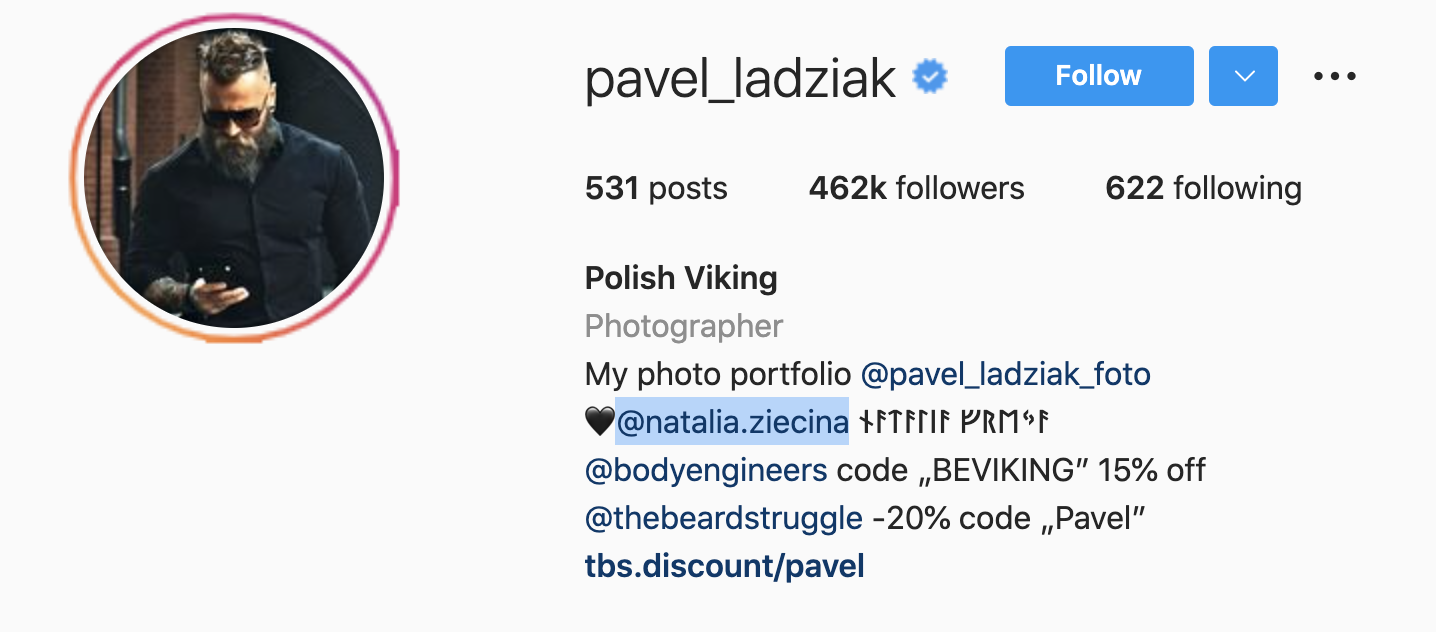 pavel_ladziak Follow
531 posts 462k followers 622 following
Polish Viking
Photographer
My photo portfolio @pavel_ladziak_foto
🖤@natalia.ziecina ᚾᚨᛏᚨᛚᛁᚨ ᚠᚱᛖᛃᚨ
@bodyengineers code „BEVIKING” 15% off
@thebeardstruggle -20% code „Pavel”
tbs.discount/pavel